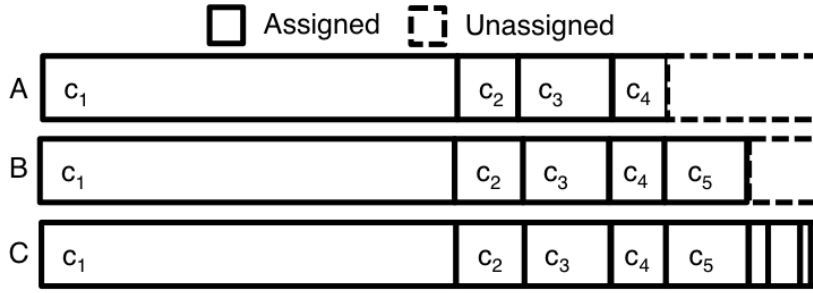 Assigned Unassigned
A c₁ c₂ c₃ c₄
B c₁ c₂ c₃ c₄ c₅
C c₁ c₂ c₃ c₄ c₅